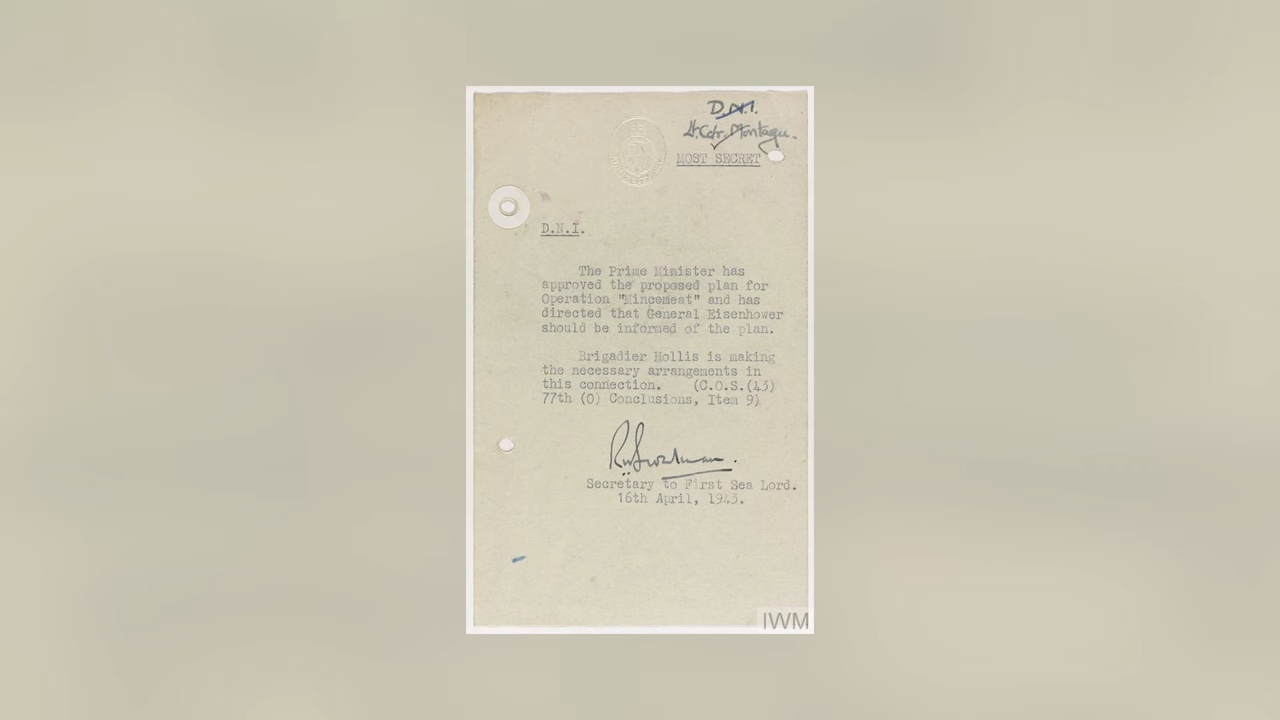 D.N.I.
Lt. Cdr. Montagu.
MOST SECRET
D.N.I.
The Prime Minister has
approved the proposed plan for
Operation "Mincemeat" and has
directed that General Eisenhower
should be informed of the plan.
Brigadier Hollis is making
the necessary arrangements in
this connection. (C.O.S.(43)
77th (O) Conclusions, Item 9)
Secretary to First Sea Lord.
16th April, 1943.
IWM